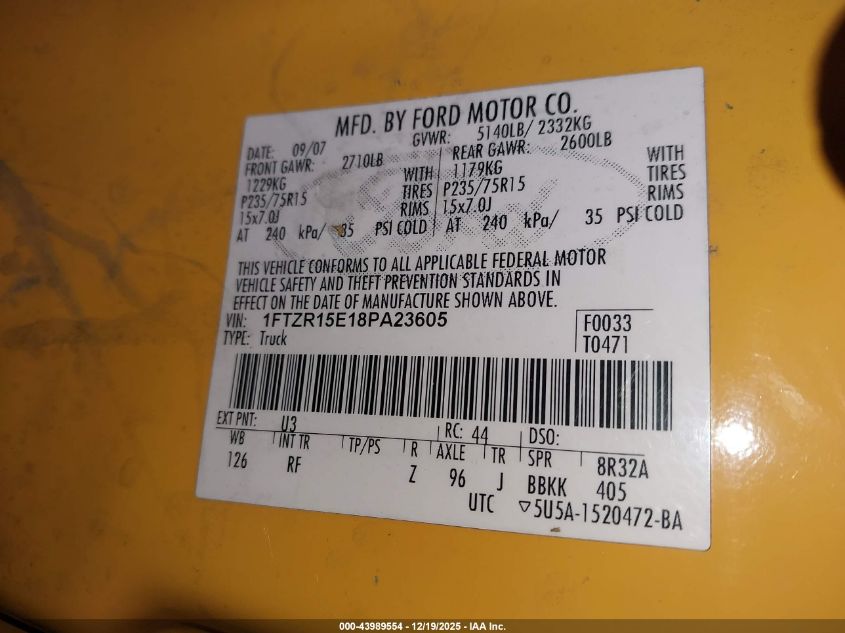 MFD. BY FORD MOTOR CO.
DATE: 09/07 GVWR: 5140LB/ 2332KG
FRONT GAWR: 2710LB REAR GAWR: 2600LB
1229KG WITH 1179KG WITH
P235/75R15 TIRES P235/75R15 TIRES
15x7.0J RIMS 15x7.0J RIMS
AT 240 kPa/ 35 PSI COLD AT 240 kPa/ 35 PSI COLD
Ford
THIS VEHICLE CONFORMS TO ALL APPLICABLE FEDERAL MOTOR
VEHICLE SAFETY AND THEFT PREVENTION STANDARDS IN
EFFECT ON THE DATE OF MANUFACTURE SHOWN ABOVE.
VIN: 1FTZR15E18PA23605 F0033
TYPE: Truck T0471
EXT PNT: U3 RC: 44 DSO:
WB INT TR TP/PS R AXLE TR SPR 8R32A
126 RF Z 96 J BBKK 405
UTC ▽5U5A-1520472-BA
000-43989554 - 12/19/2025 - IAA Inc.